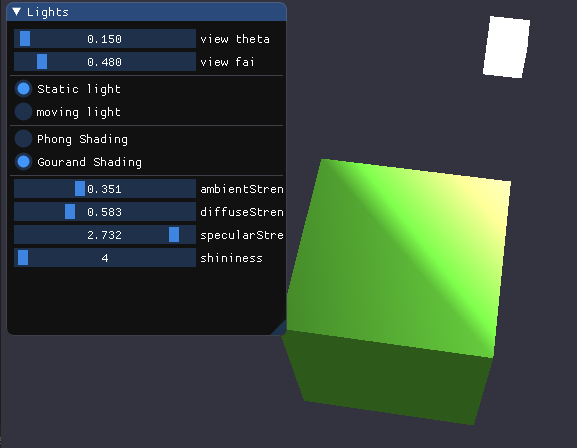 Lights
0.150 view theta
0.480 view fai
Static light
moving light
Phong Shading
Gourand Shading
0.351 ambientStren
0.583 diffuseStren
2.732 specularStre
4 shininess